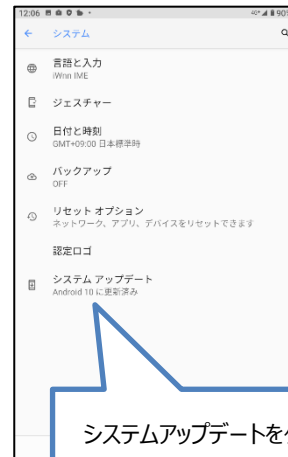 12:06
4G+ 90%
システム
言語と入力
iWnn IME
ジェスチャー
日付と時刻
GMT+09:00 日本標準時
バックアップ
OFF
リセット オプション
ネットワーク、アプリ、デバイスをリセットできます
認定ロゴ
システム アップデート
Android 10 に更新済み
システムアップデートを